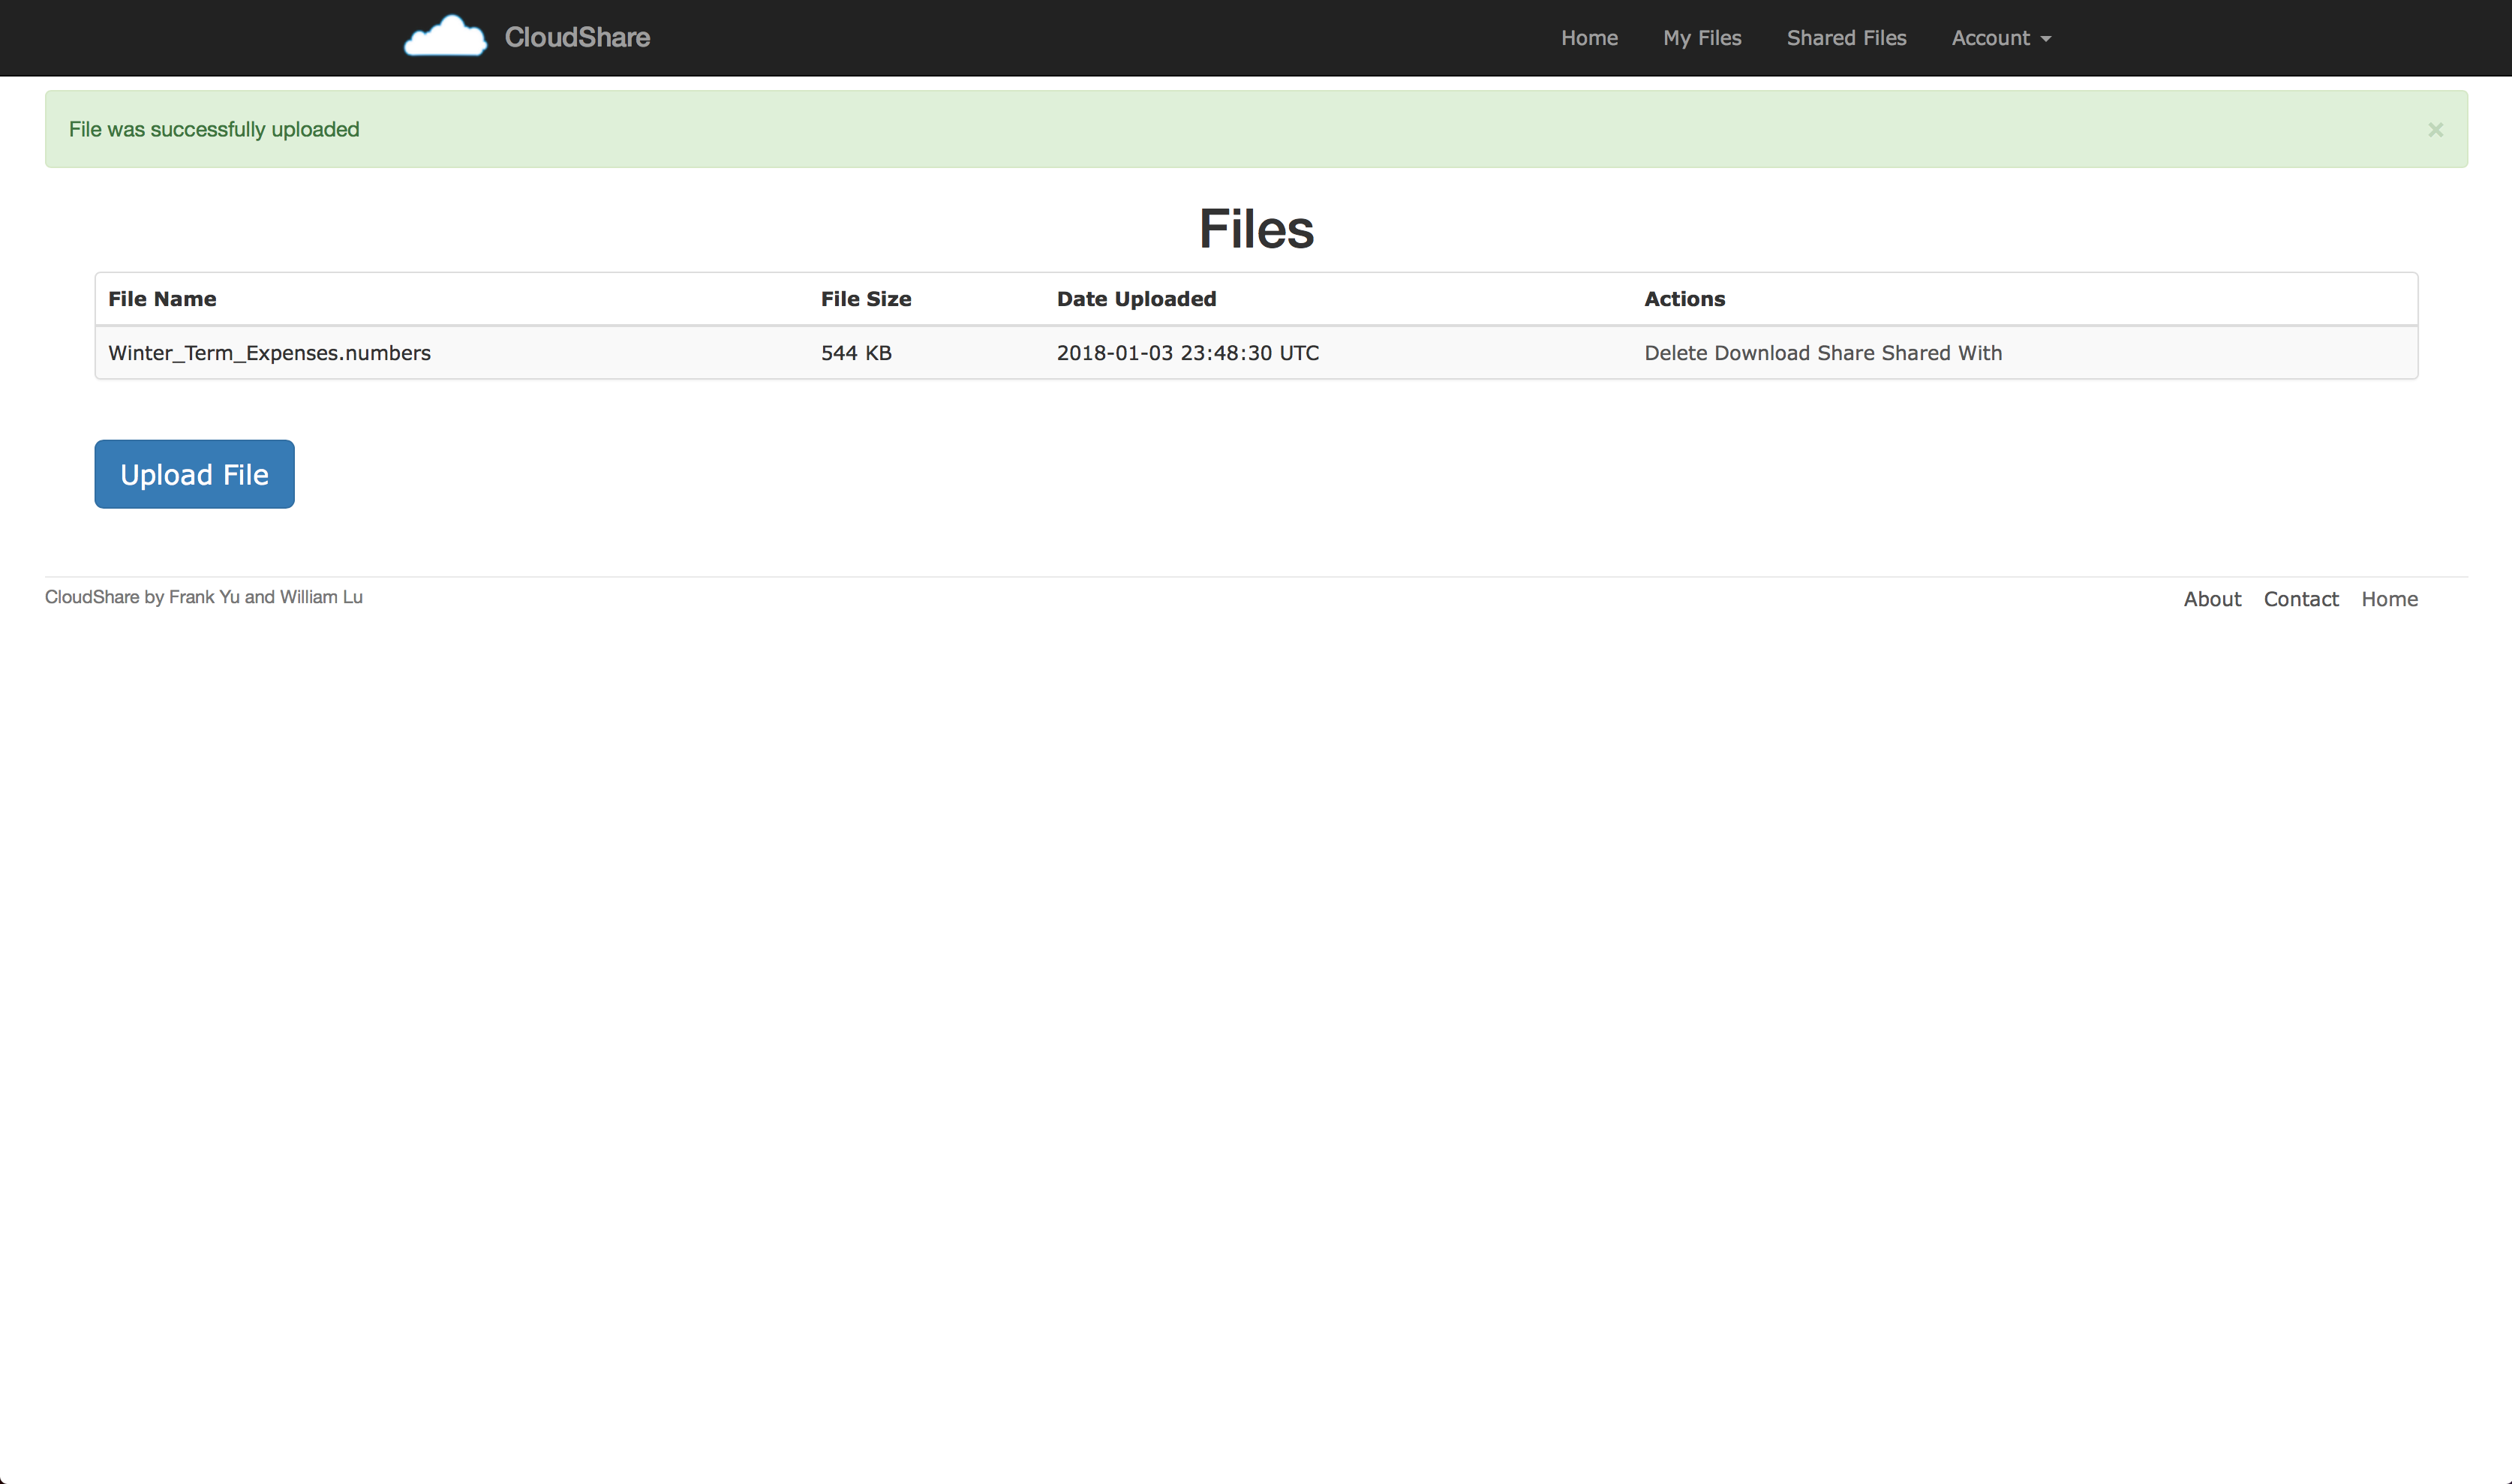 CloudShare Home My Files Shared Files Account
File was successfully uploaded ×
Files
File Name File Size Date Uploaded Actions
Winter_Term_Expenses.numbers 544 KB 2018-01-03 23:48:30 UTC Delete Download Share Shared With
Upload File
CloudShare by Frank Yu and William Lu About Contact Home